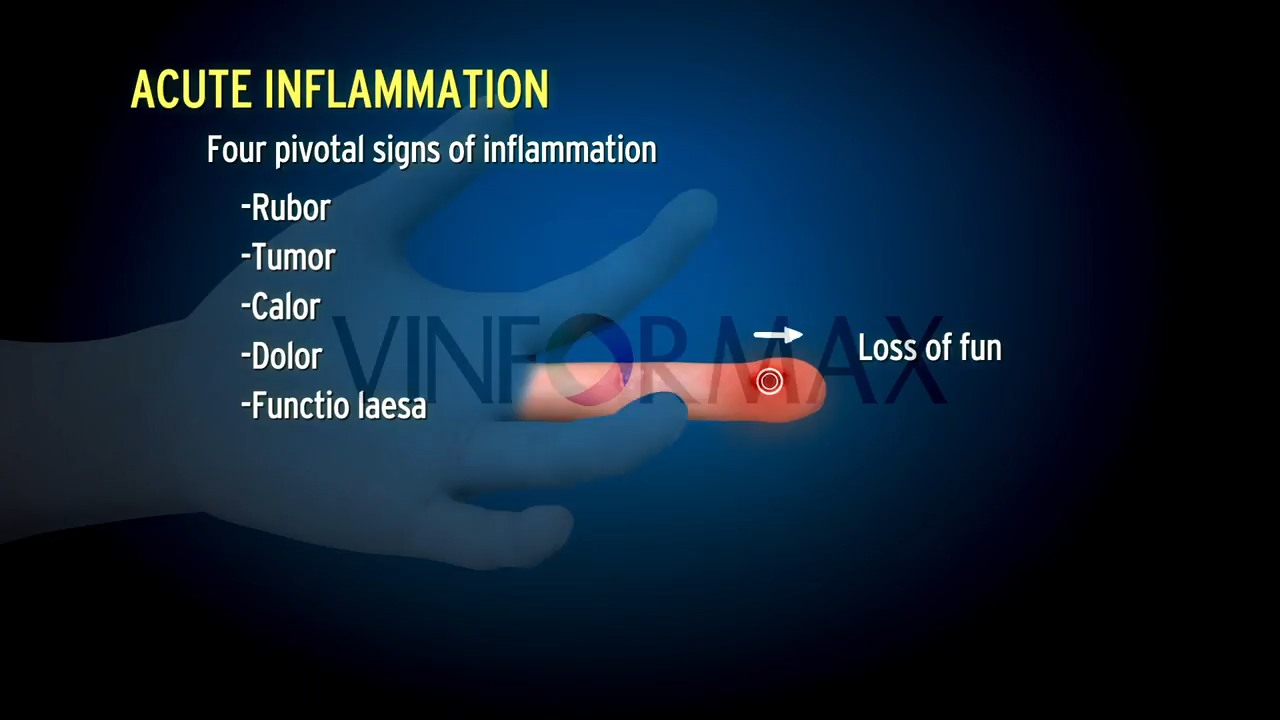 ACUTE INFLAMMATION
Four pivotal signs of inflammation
-Rubor
-Tumor
-Calor
-Dolor
-Functio laesa
VINFORMAX
Loss of fun